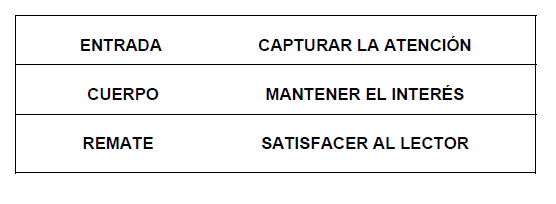 ENTRADA CAPTURAR LA ATENCIÓN
CUERPO MANTENER EL INTERÉS
REMATE SATISFACER AL LECTOR